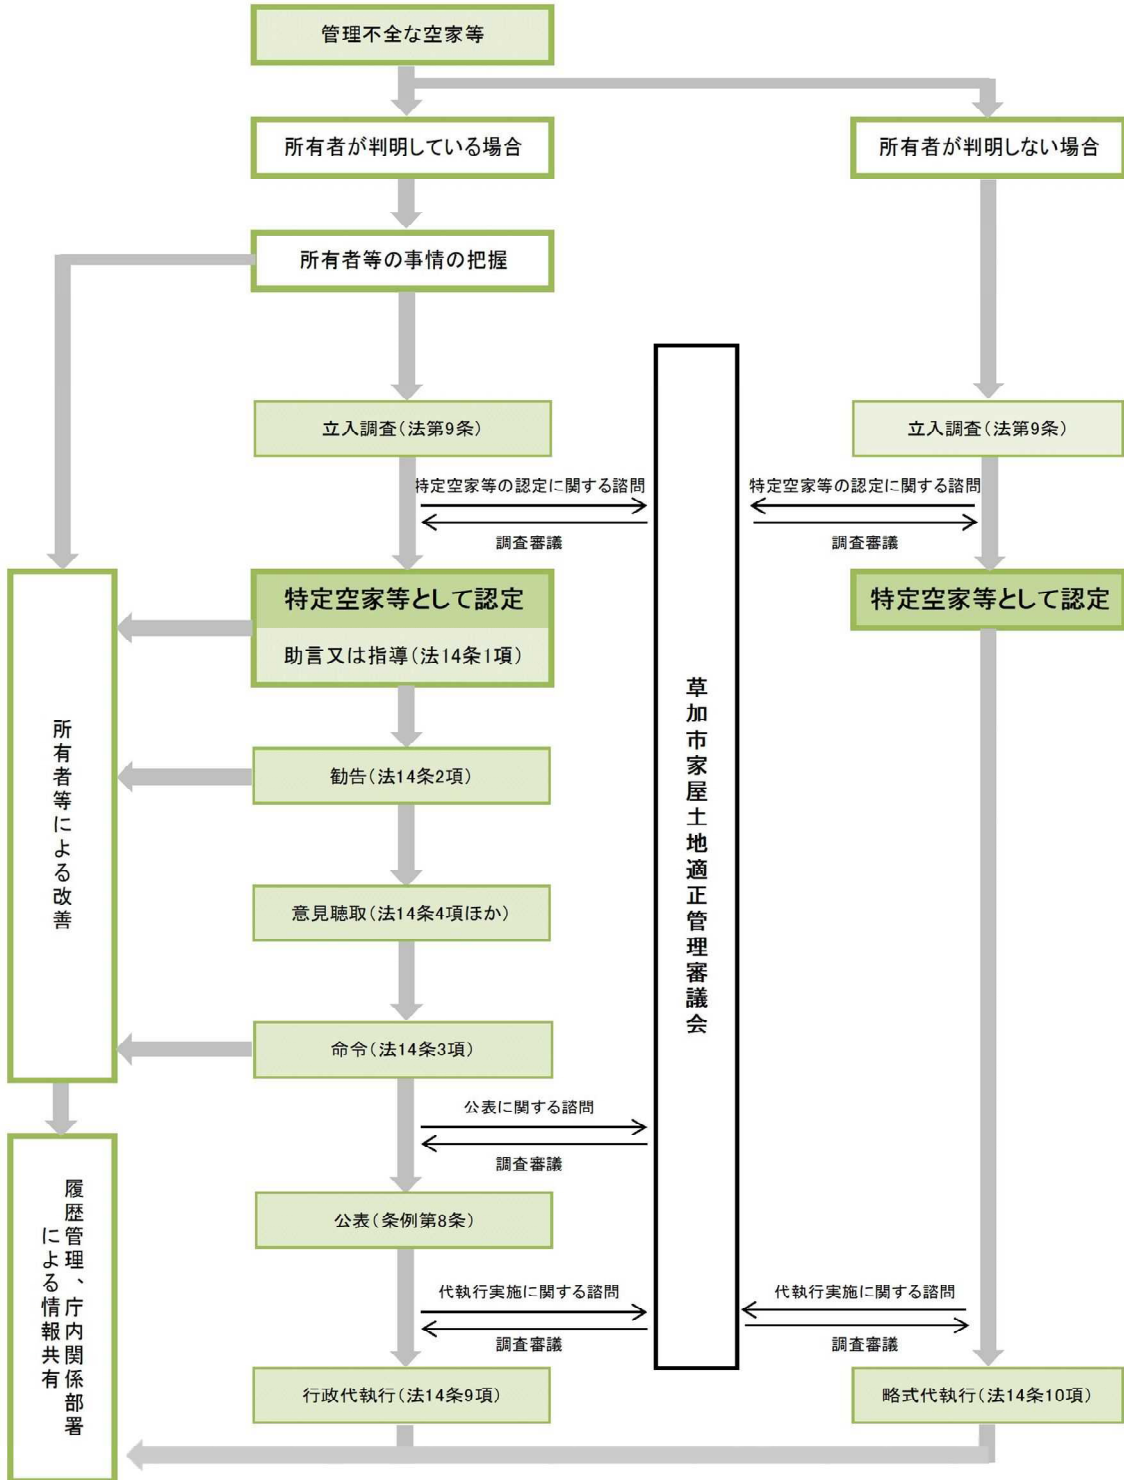 管理不全な空家等
所有者が判明している場合
所有者が判明しない場合
所有者等の事情の把握
立入調査(法第9条)
立入調査(法第9条)
特定空家等の認定に関する諮問
特定空家等の認定に関する諮問
調査審議
調査審議
特定空家等として認定
特定空家等として認定
助言又は指導(法14条1項)
草加市家屋土地適正管理審議会
所有者等による改善
勧告(法14条2項)
意見聴取(法14条4項ほか)
命令(法14条3項)
公表に関する諮問
調査審議
履歴管理、庁内関係部署
による情報共有
公表(条例第8条)
代執行実施に関する諮問
代執行実施に関する諮問
調査審議
調査審議
行政代執行(法14条9項)
略式代執行(法14条10項)